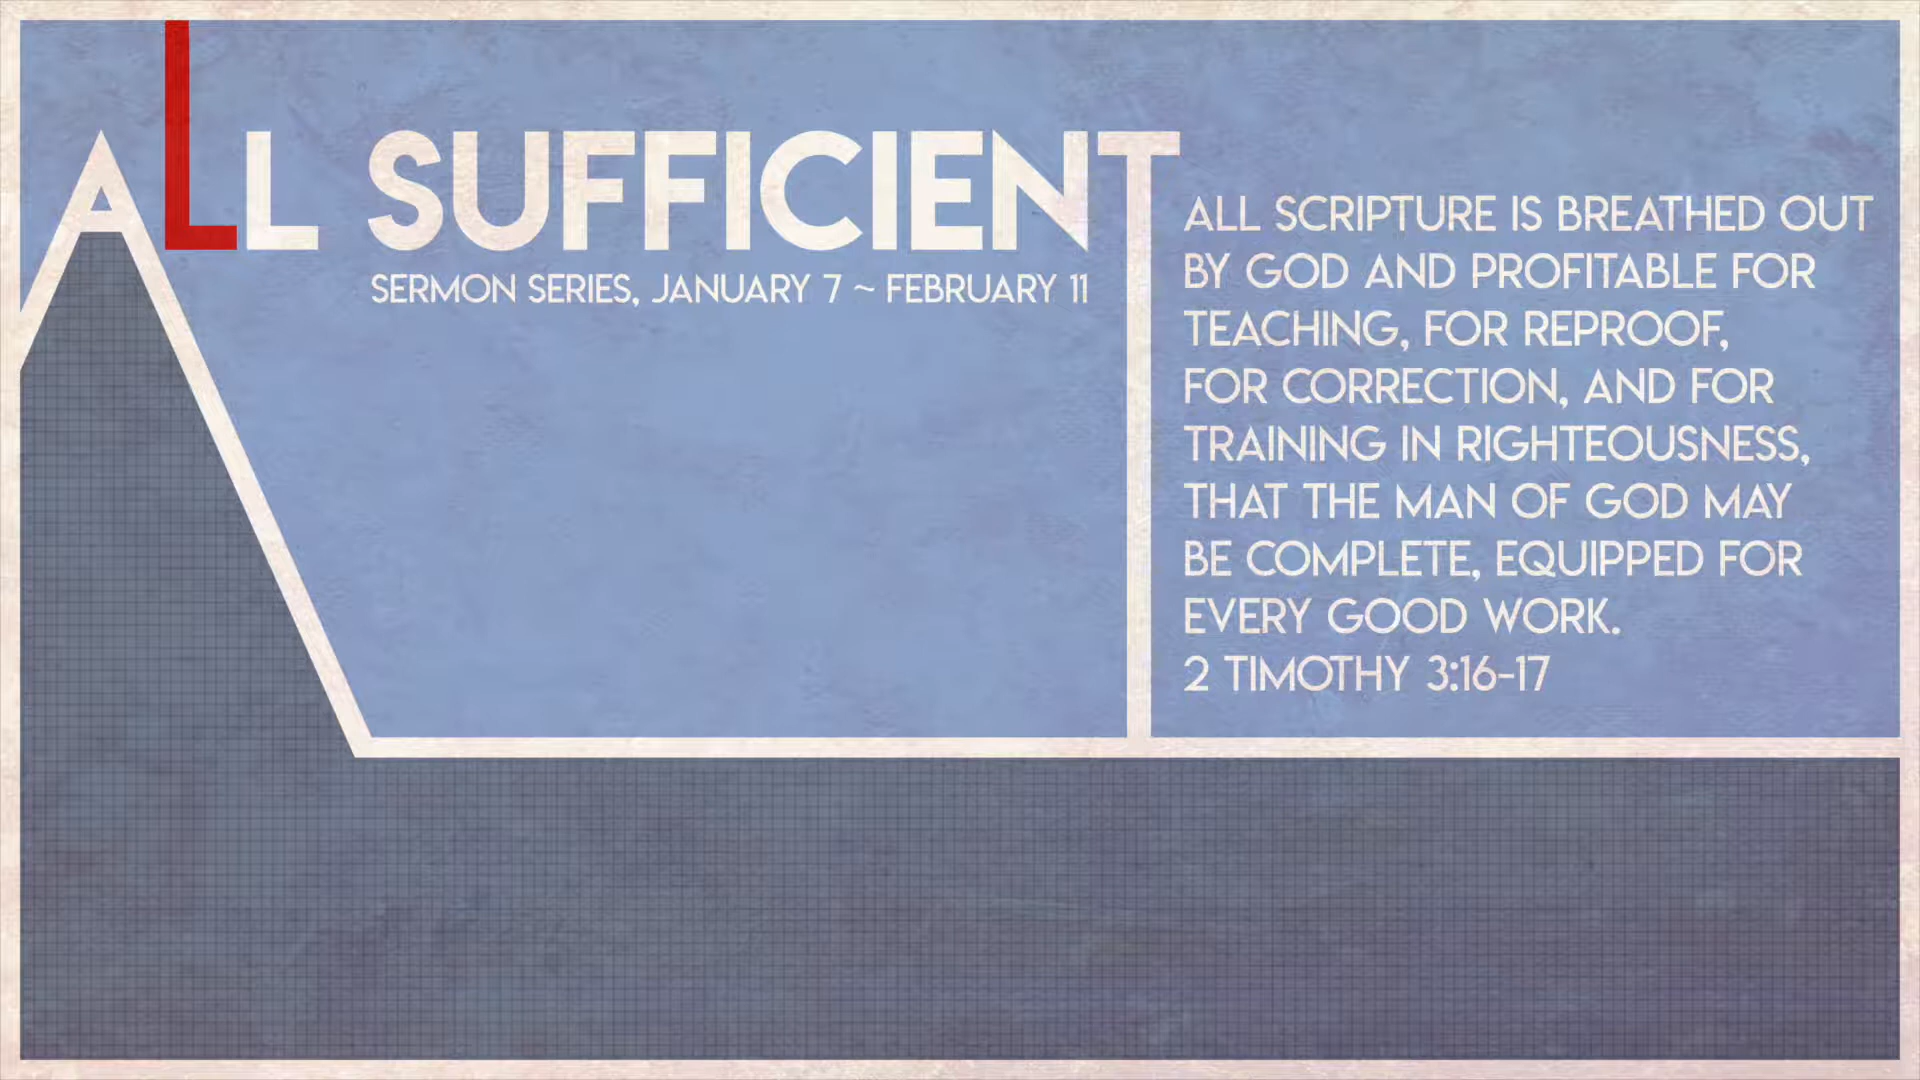 ALL SUFFICIENT
SERMON SERIES, JANUARY 7 ~ FEBRUARY 11
ALL SCRIPTURE IS BREATHED OUT
BY GOD AND PROFITABLE FOR
TEACHING, FOR REPROOF,
FOR CORRECTION, AND FOR
TRAINING IN RIGHTEOUSNESS,
THAT THE MAN OF GOD MAY
BE COMPLETE, EQUIPPED FOR
EVERY GOOD WORK.
2 TIMOTHY 3:16-17